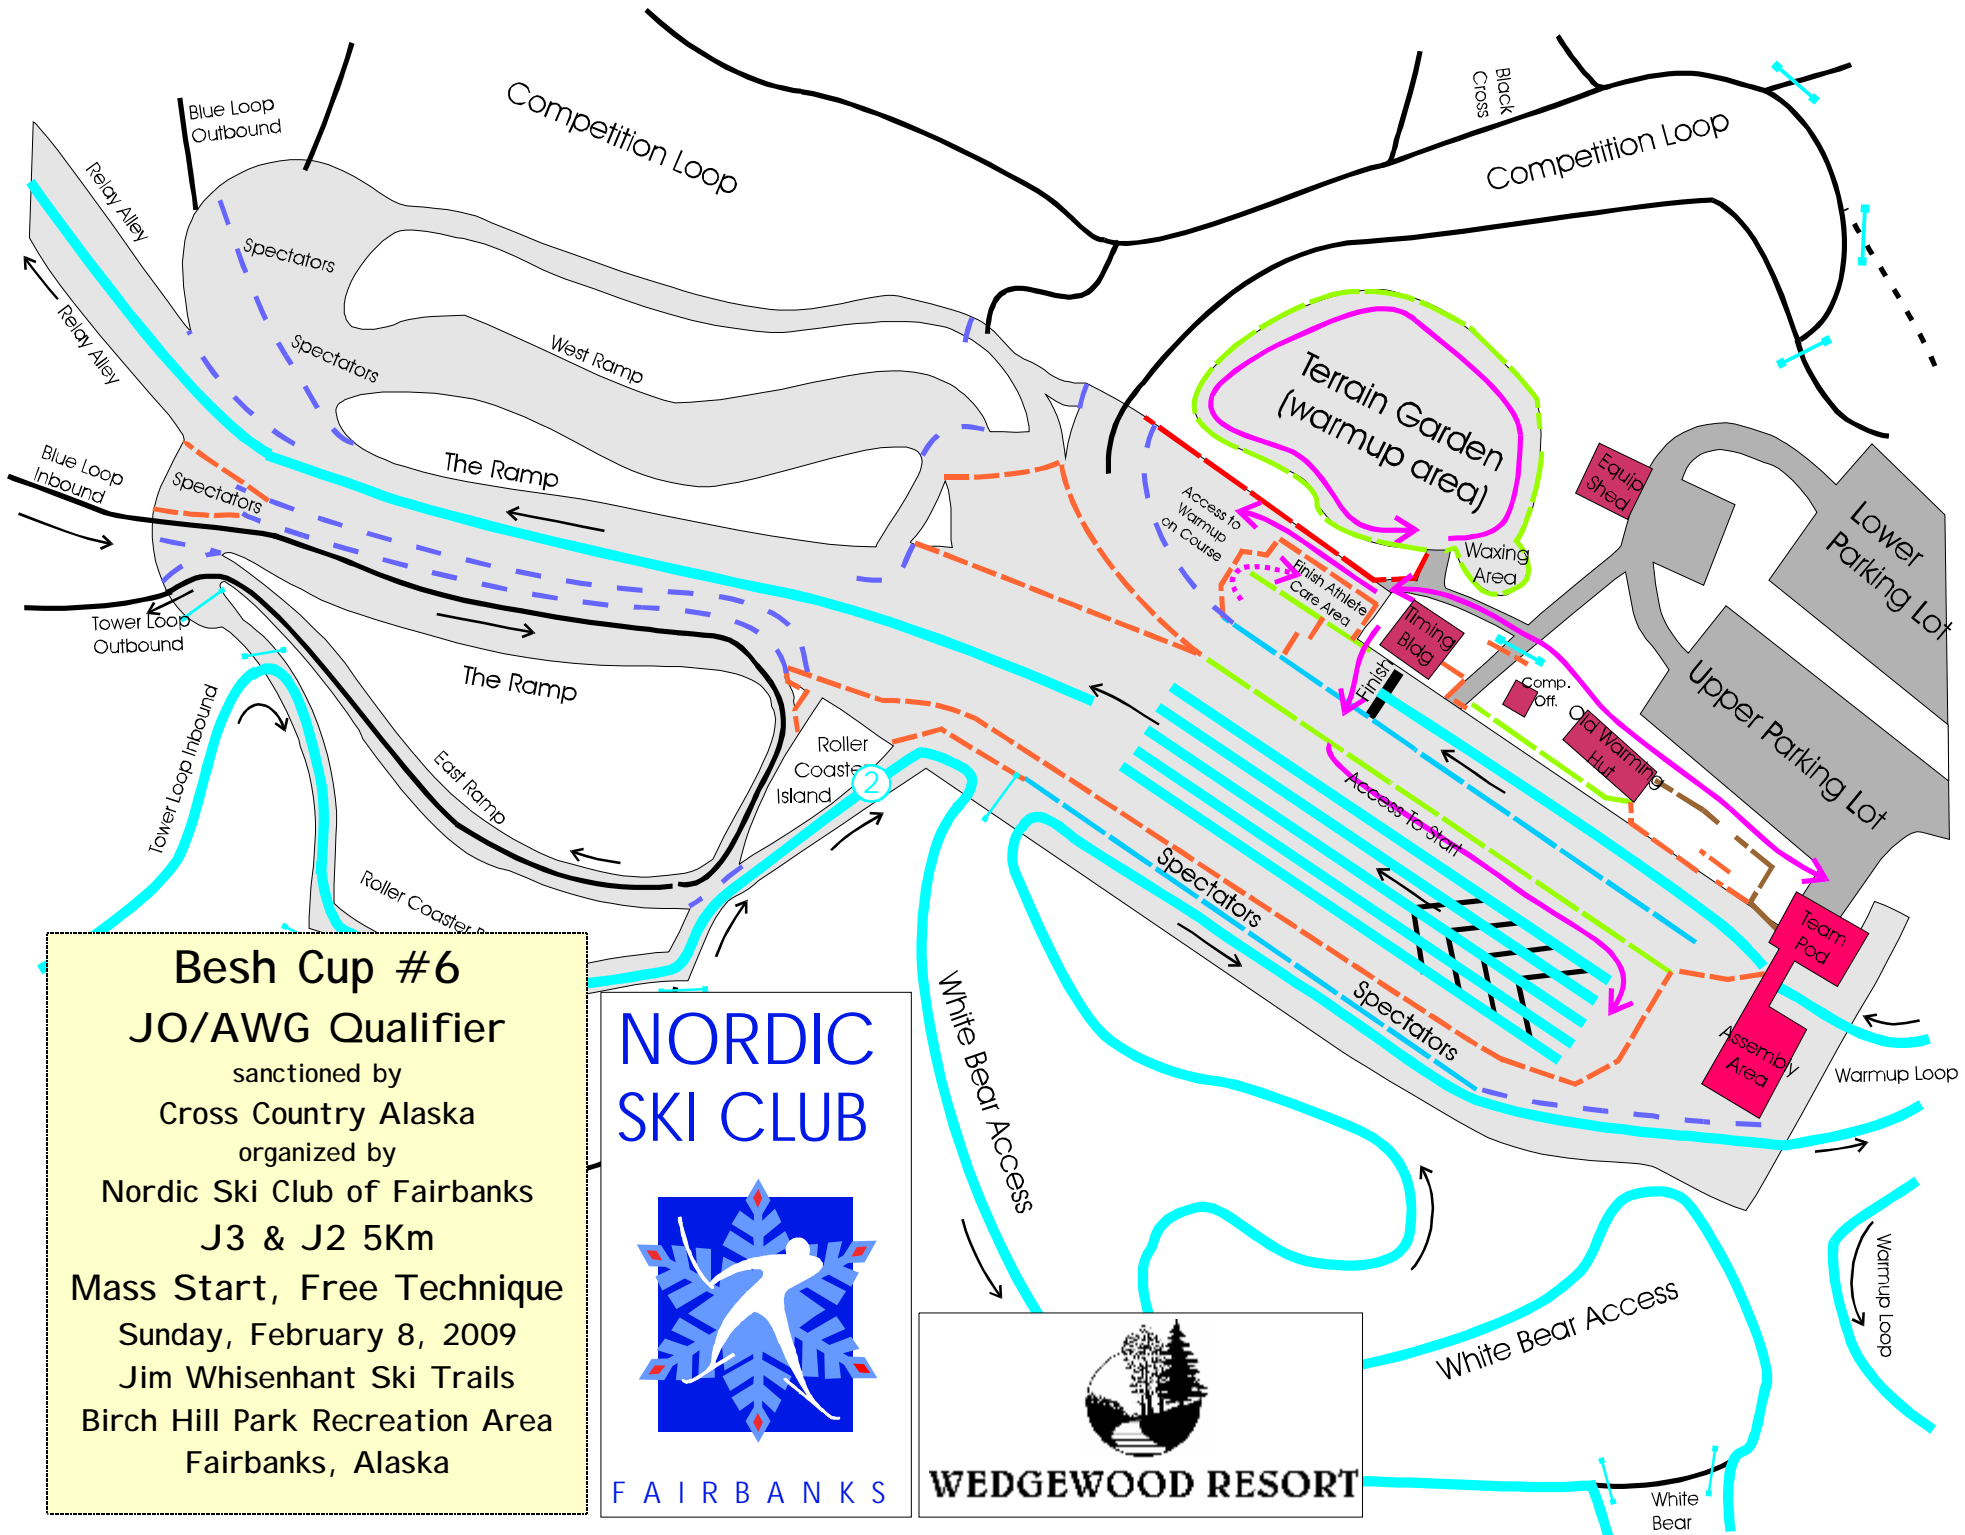 Blue Loop
Outbound
Competition Loop
Black
Cross
Competition Loop
Relay Alley
Spectators
Relay Alley
Spectators
West Ramp
Terrain Garden
(warmup area)
Equip
Shed
Lower
Parking Lot
Blue Loop
Inbound
Spectators
The Ramp
Access to
Warmup
on Course
Waxing
Area
Finish Athlete
Care Area
Timing
Bldg
Tower Loop
Outbound
The Ramp
Finish
Comp.
Off.
Old Warming
Hut
Upper Parking Lot
Tower Loop Inbound
East Ramp
Roller
Coaster
Island
2
Access To Start
Spectators
Roller Coaster
Spectators
Team
Pod
Assembly
Area
Warmup Loop
White Bear Access
Warmup Loop
White Bear Access
White
Bear
Besh Cup #6
JO/AWG Qualifier
sanctioned by
Cross Country Alaska
organized by
Nordic Ski Club of Fairbanks
J3 & J2 5Km
Mass Start, Free Technique
Sunday, February 8, 2009
Jim Whisenhant Ski Trails
Birch Hill Park Recreation Area
Fairbanks, Alaska
NORDIC
SKI CLUB
FAIRBANKS
WEDGEWOOD RESORT